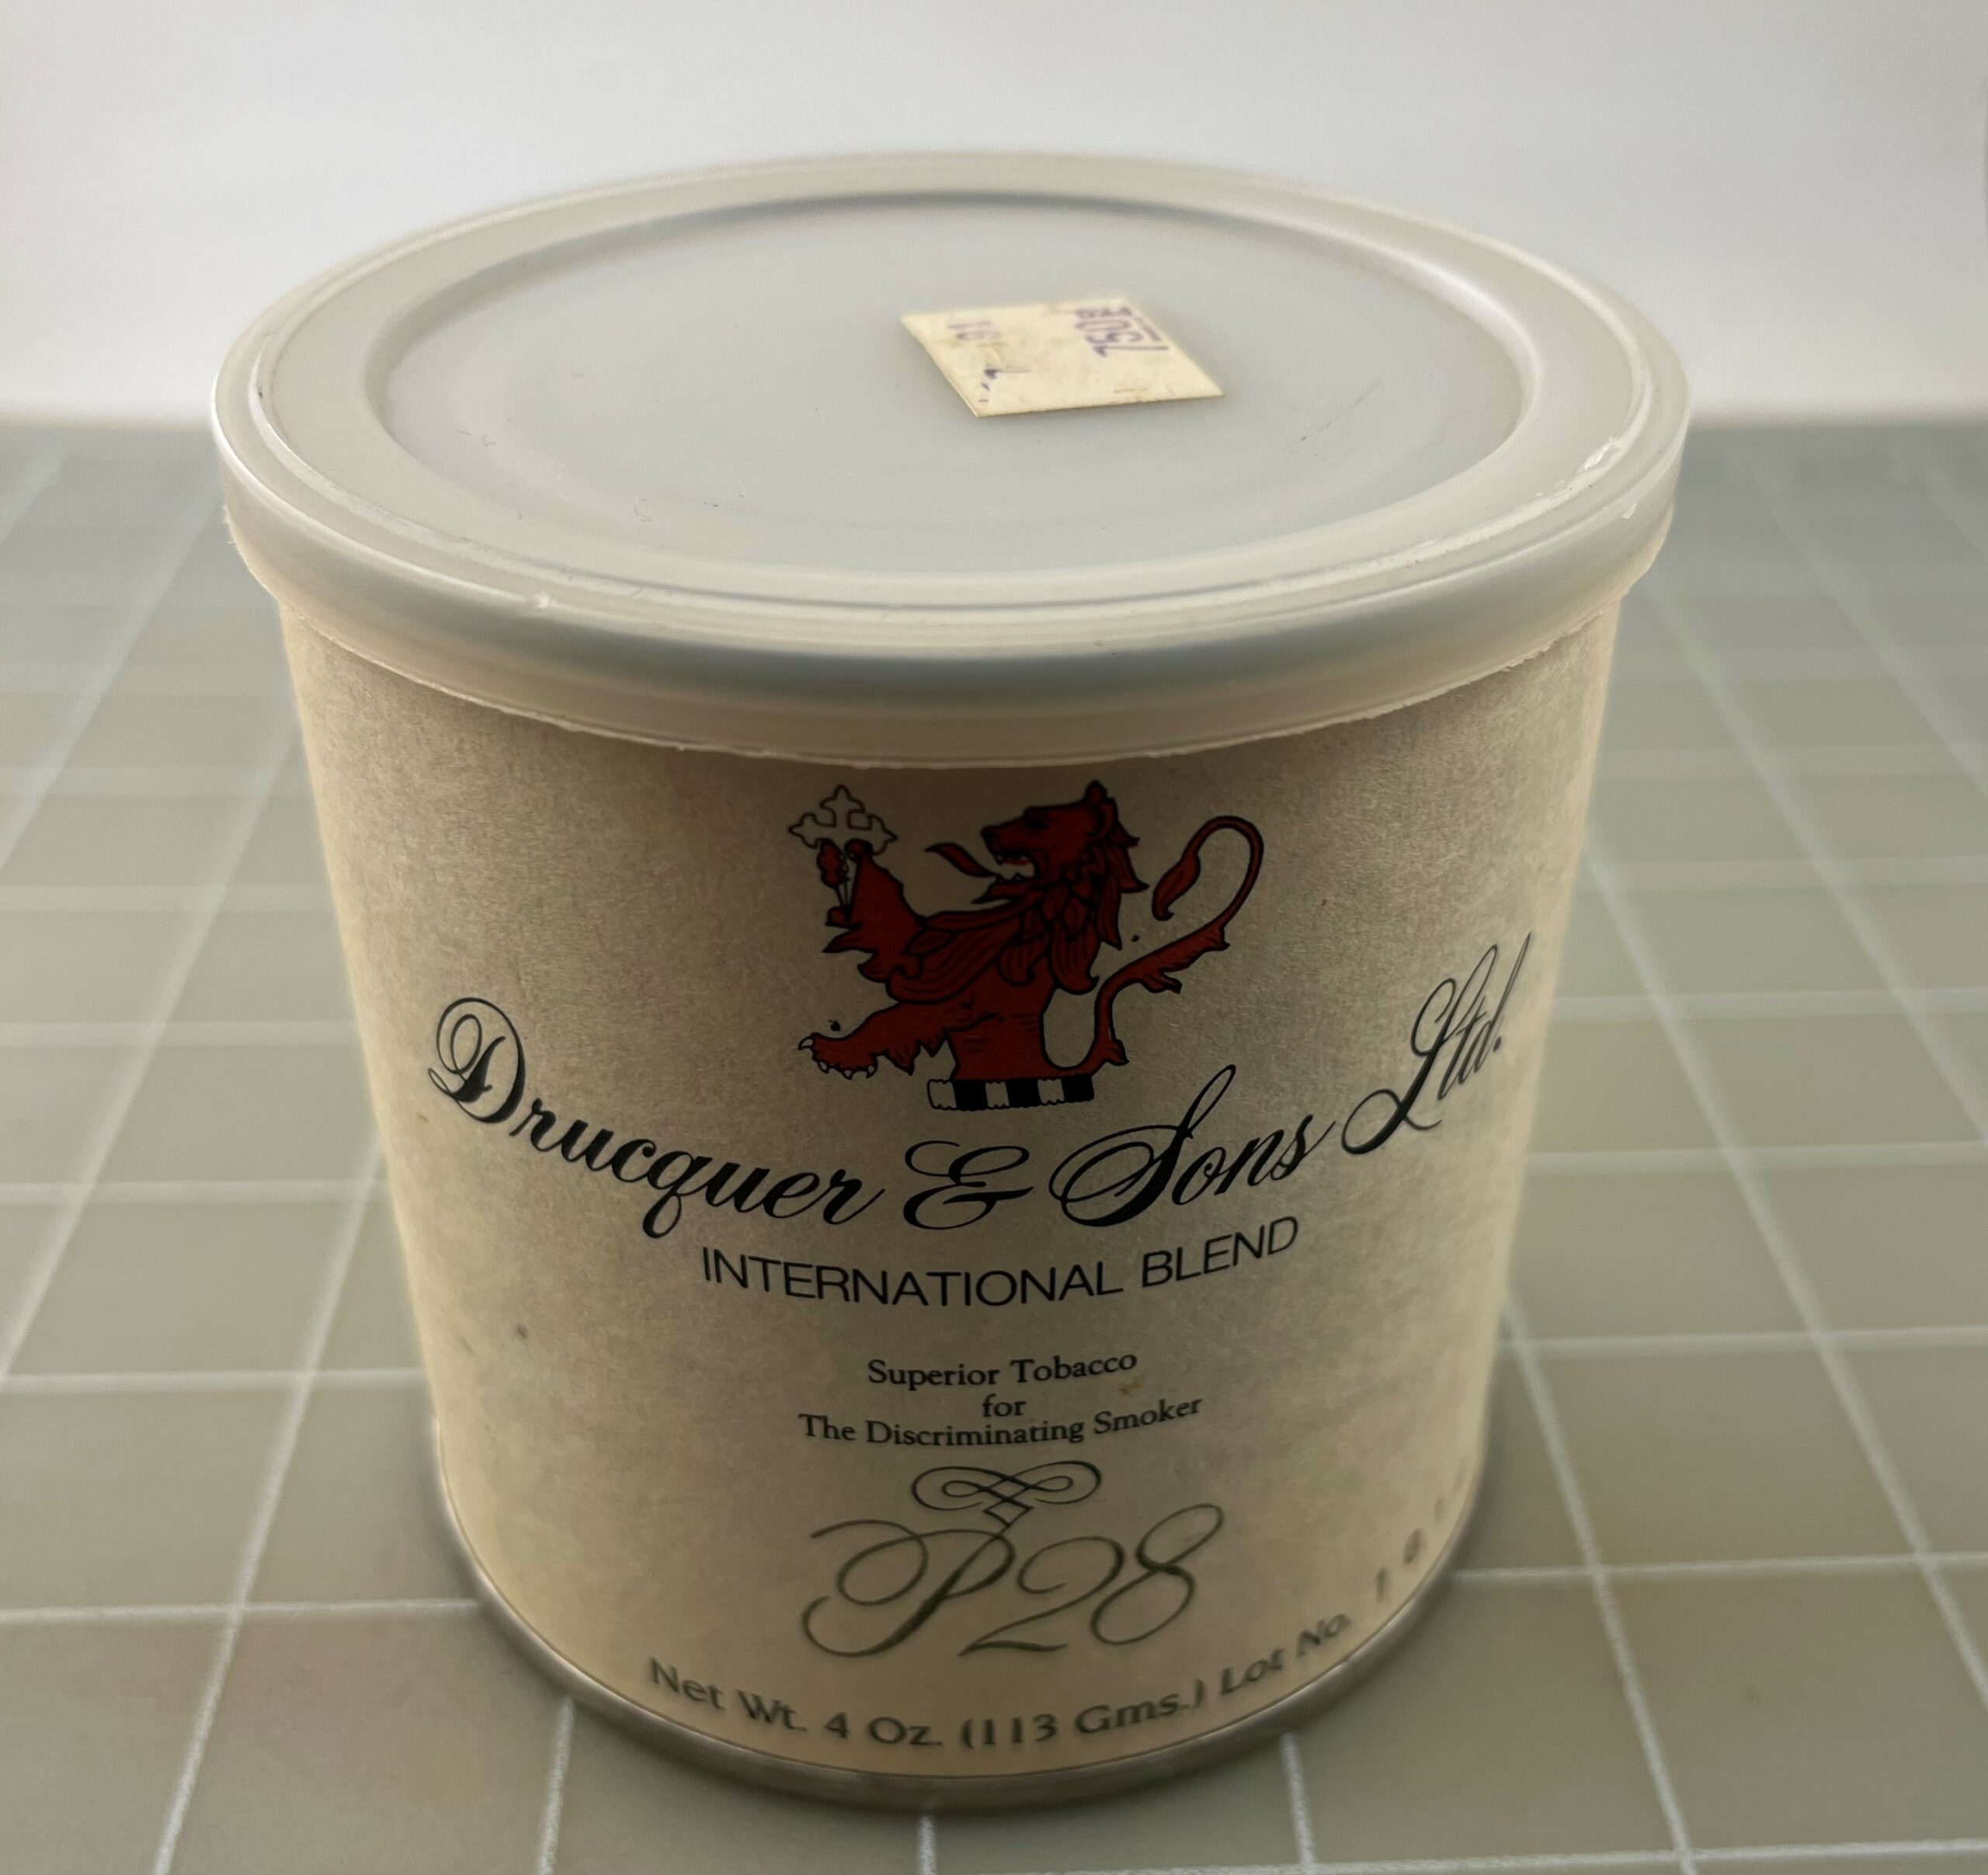 Drucquer & Sons Ltd.
INTERNATIONAL BLEND
Superior Tobacco
for
The Discriminating Smoker
P28
Net Wt. 4 Oz. (113 Gms.) Lot No.